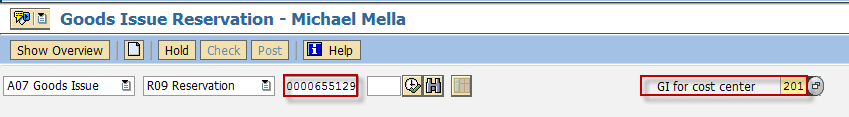 Goods Issue Reservation - Michael Mella
Show Overview Hold Check Post Help
A07 Goods Issue R09 Reservation 0000655129 GI for cost center 201